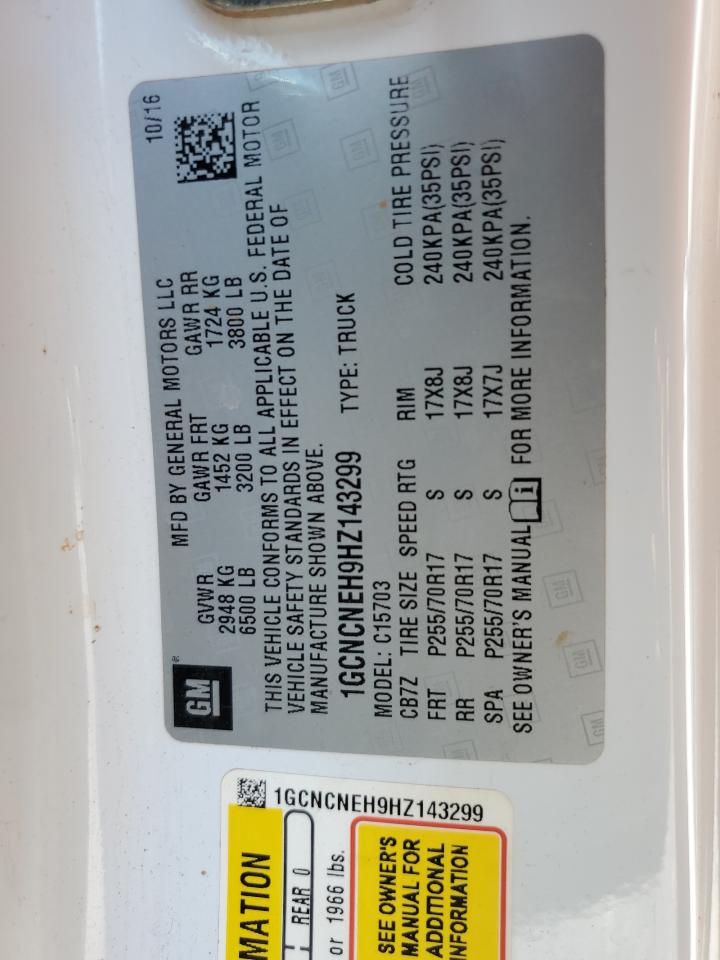 MFD BY GENERAL MOTORS LLC 10/16
GVWR GAWR FRT GAWR RR
2948 KG 1452 KG 1724 KG
6500 LB 3200 LB 3800 LB
GM
THIS VEHICLE CONFORMS TO ALL APPLICABLE U.S. FEDERAL MOTOR
VEHICLE SAFETY STANDARDS IN EFFECT ON THE DATE OF
MANUFACTURE SHOWN ABOVE.
1GCNCNEH9HZ143299 TYPE: TRUCK
MODEL: C15703
CB7Z TIRE SIZE SPEED RTG RIM COLD TIRE PRESSURE
FRT P255/70R17 S 17X8J 240KPA(35PSI)
RR P255/70R17 S 17X8J 240KPA(35PSI)
SPA P255/70R17 S 17X7J 240KPA(35PSI)
SEE OWNER'S MANUAL FOR MORE INFORMATION.
1GCNCNEH9HZ143299
MATION
REAR 0
or 1966 lbs.
SEE OWNER'S
MANUAL FOR
ADDITIONAL
INFORMATION